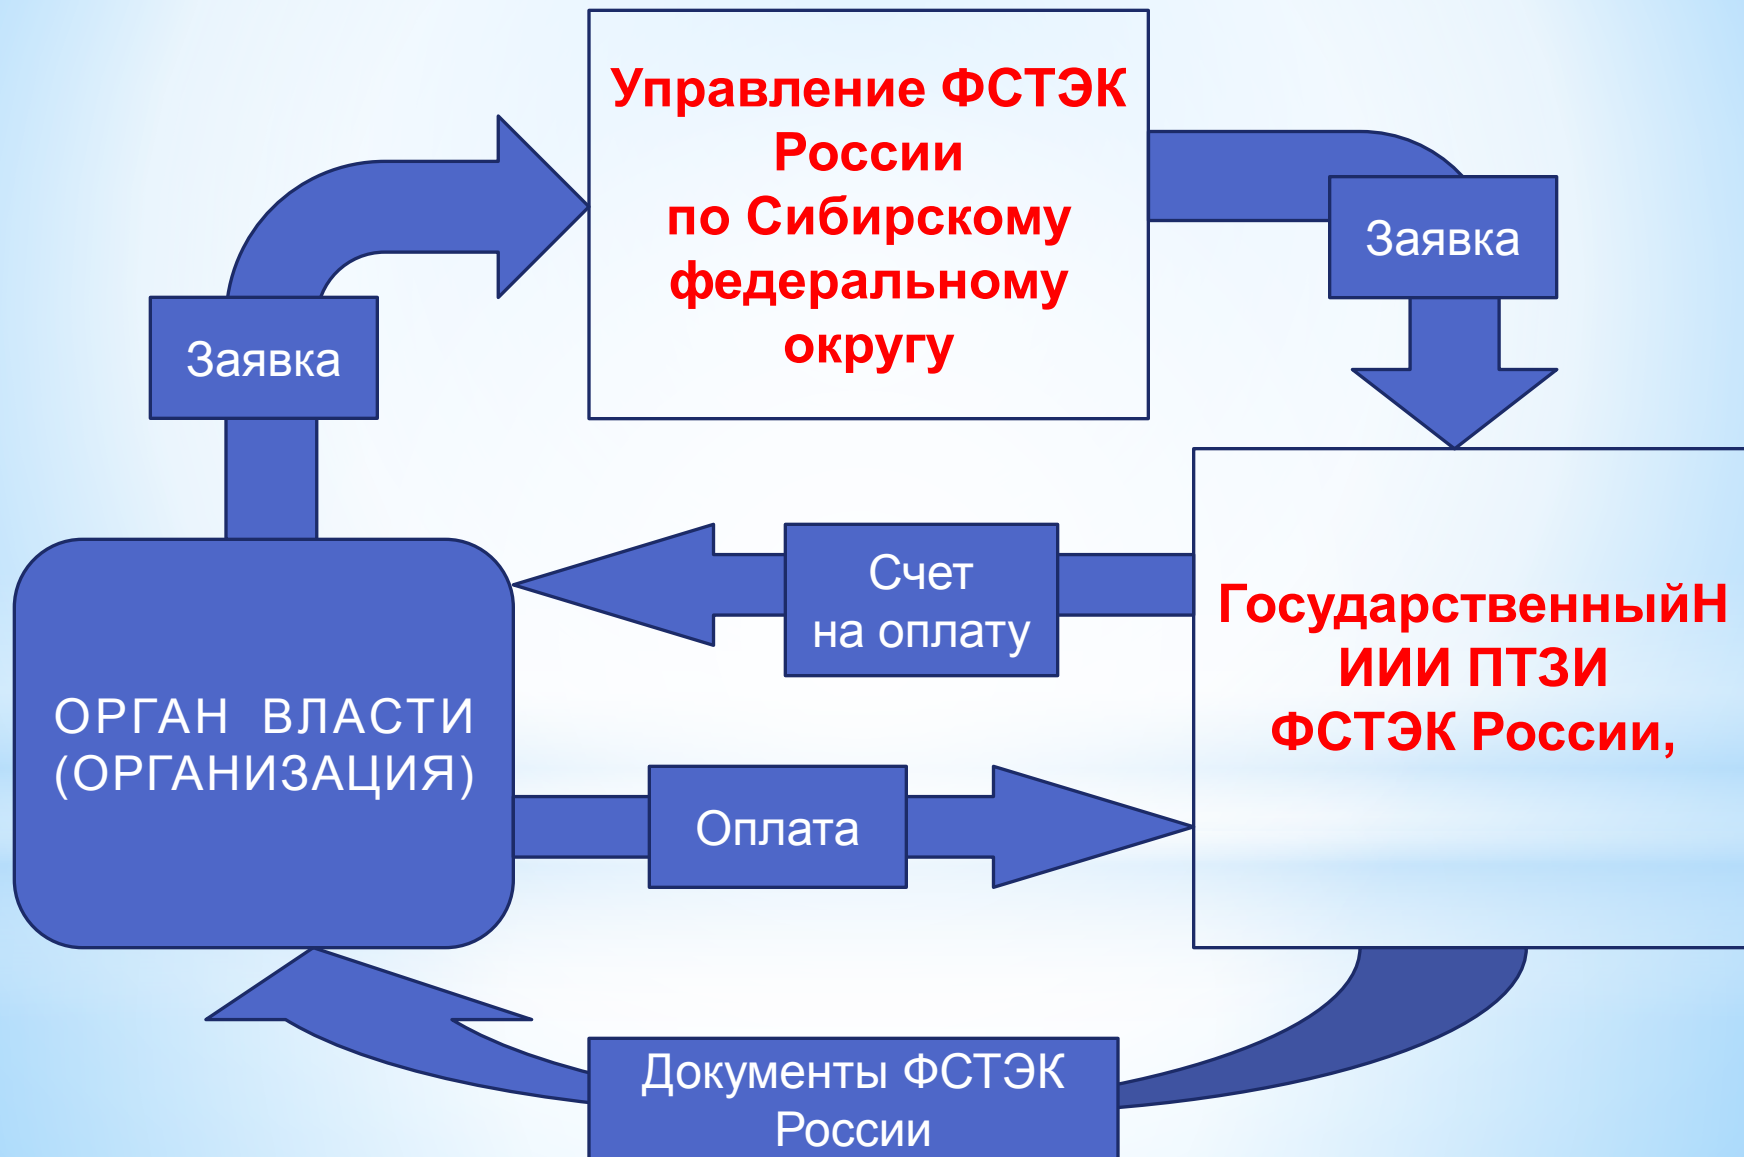 Управление ФСТЭК
России
по Сибирскому
федеральному
округу
Заявка
Заявка
Счет
на оплату
ГосударственныйН
ИИИ ПТЗИ
ФСТЭК России,
ОРГАН ВЛАСТИ
(ОРГАНИЗАЦИЯ)
Оплата
Документы ФСТЭК
России